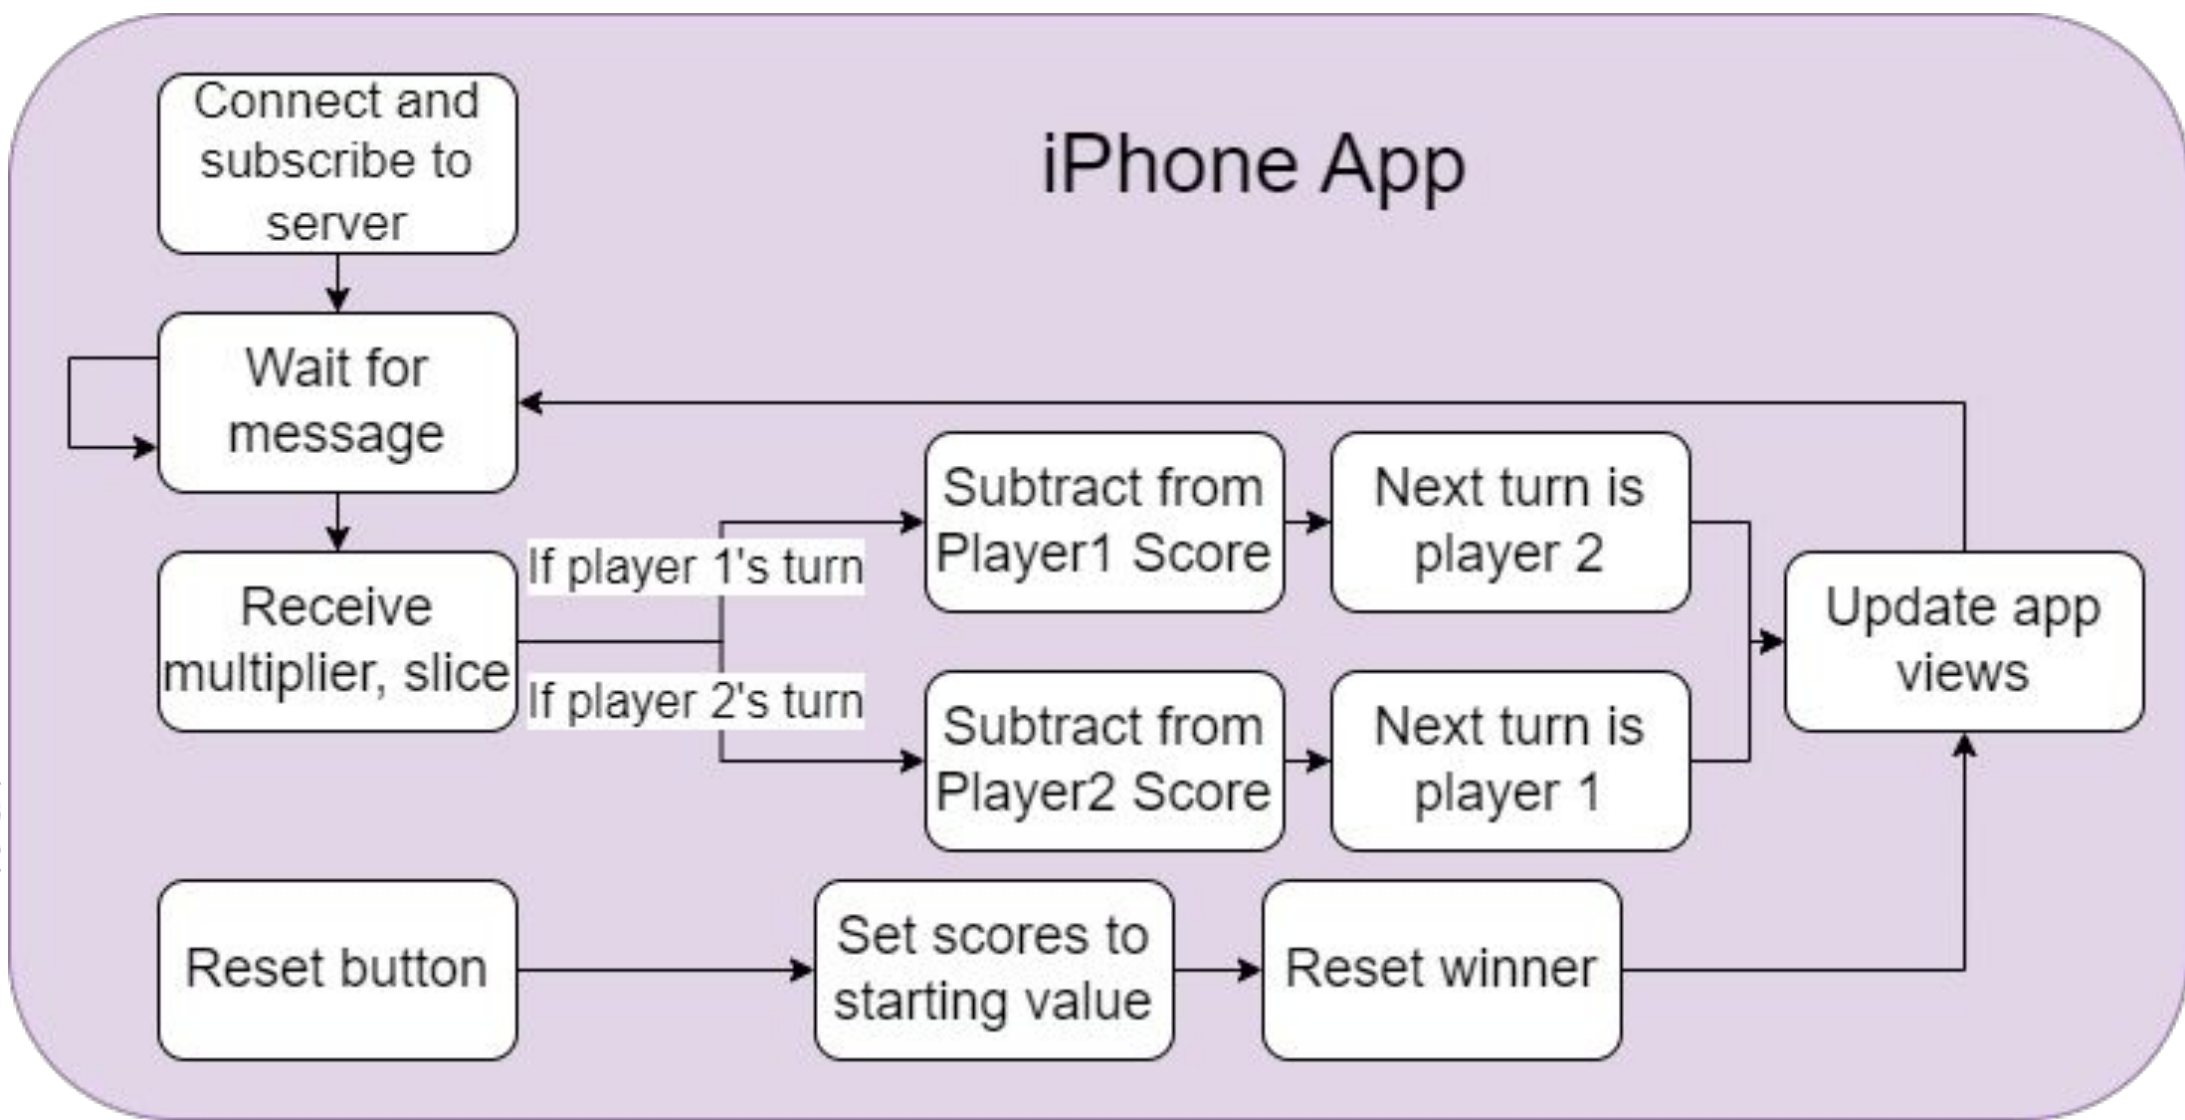 Connect and
subscribe to
server
iPhone App
Wait for
message
Receive
multiplier, slice
If player 1's turn
If player 2's turn
Subtract from
Player1 Score
Next turn is
player 2
Subtract from
Player2 Score
Next turn is
player 1
Update app
views
Reset button
Set scores to
starting value
Reset winner